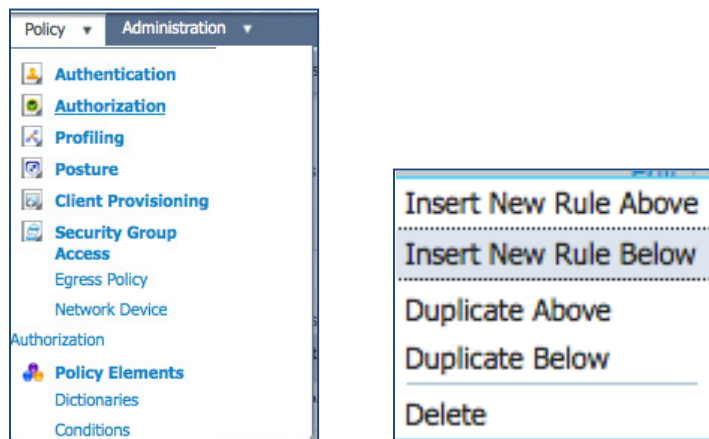 Policy
Administration
Authentication
Authorization
Profiling
Posture
Client Provisioning
Security Group
Access
Egress Policy
Network Device
Authorization
Policy Elements
Dictionaries
Conditions
Insert New Rule Above
Insert New Rule Below
Duplicate Above
Duplicate Below
Delete